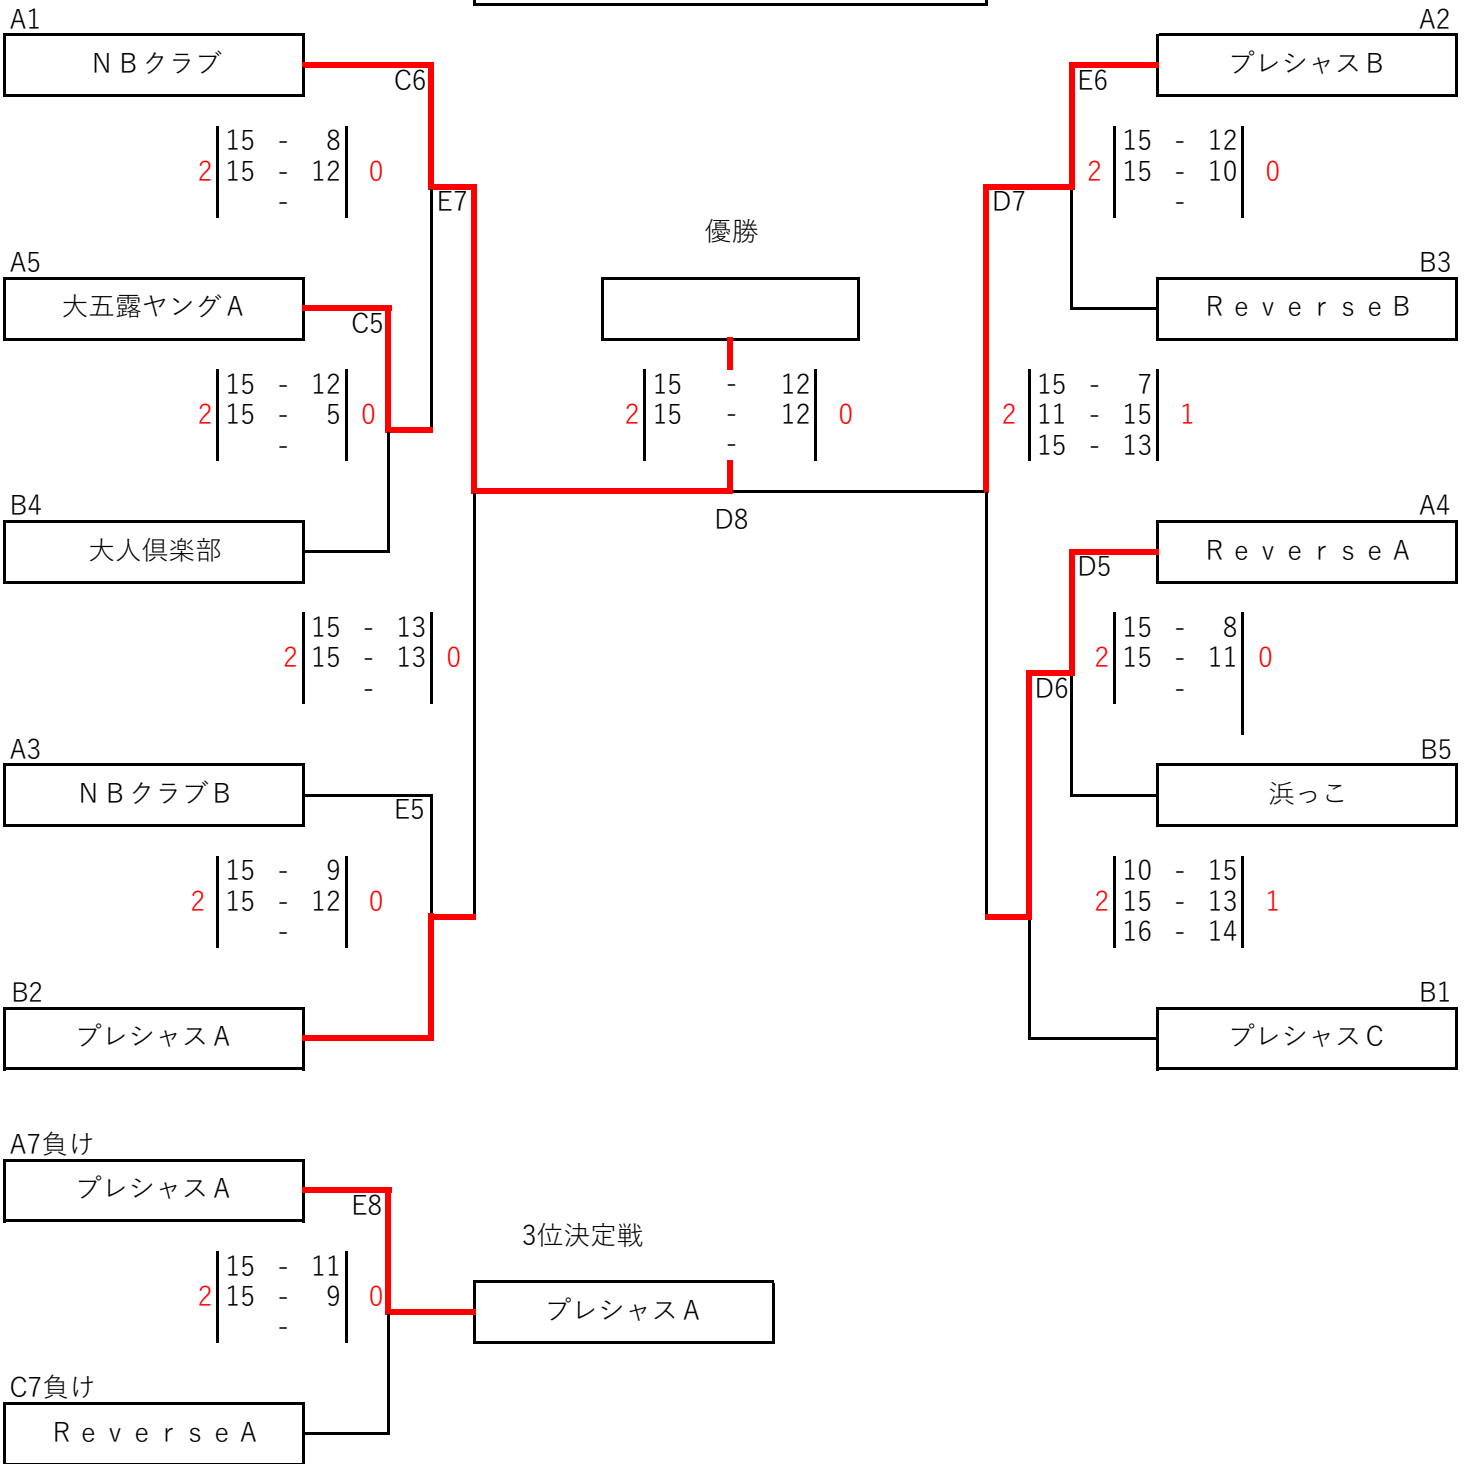 A1
A2
ＮＢクラブ
プレシャスＢ
C6
E6
15 - 8
2 15 - 12 0
-
15 - 12
2 15 - 10 0
-
E7
D7
優勝
A5
B3
大五露ヤングＡ
ＲｅｖｅｒｓｅＢ
C5
15 - 12
2 15 - 5 0
-
15 - 12
2 15 - 12 0
-
15 - 7
2 11 - 15 1
15 - 13
B4
A4
D8
大人倶楽部
ＲｅｖｅｒｓｅＡ
D5
15 - 13
2 15 - 13 0
-
15 - 8
2 15 - 11 0
-
D6
A3
B5
ＮＢクラブＢ
浜っこ
E5
15 - 9
2 15 - 12 0
-
10 - 15
2 15 - 13 1
16 - 14
B2
B1
プレシャスＡ
プレシャスＣ
A7負け
プレシャスＡ
E8
3位決定戦
15 - 11
2 15 - 9 0
-
プレシャスＡ
C7負け
ＲｅｖｅｒｓｅＡ